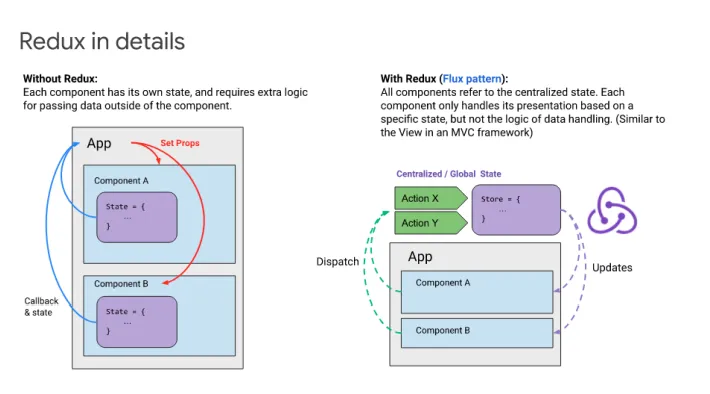 Redux in details
Without Redux:
Each component has its own state, and requires extra logic
for passing data outside of the component.
App
Set Props
Component A
State = {
...
}
Component B
State = {
...
}
Callback
& state
With Redux (Flux pattern):
All components refer to the centralized state. Each
component only handles its presentation based on a
specific state, but not the logic of data handling. (Similar to
the View in an MVC framework)
Centralized / Global State
Action X
Action Y
Store = {
...
}
Dispatch
App
Component A
Component B
Updates